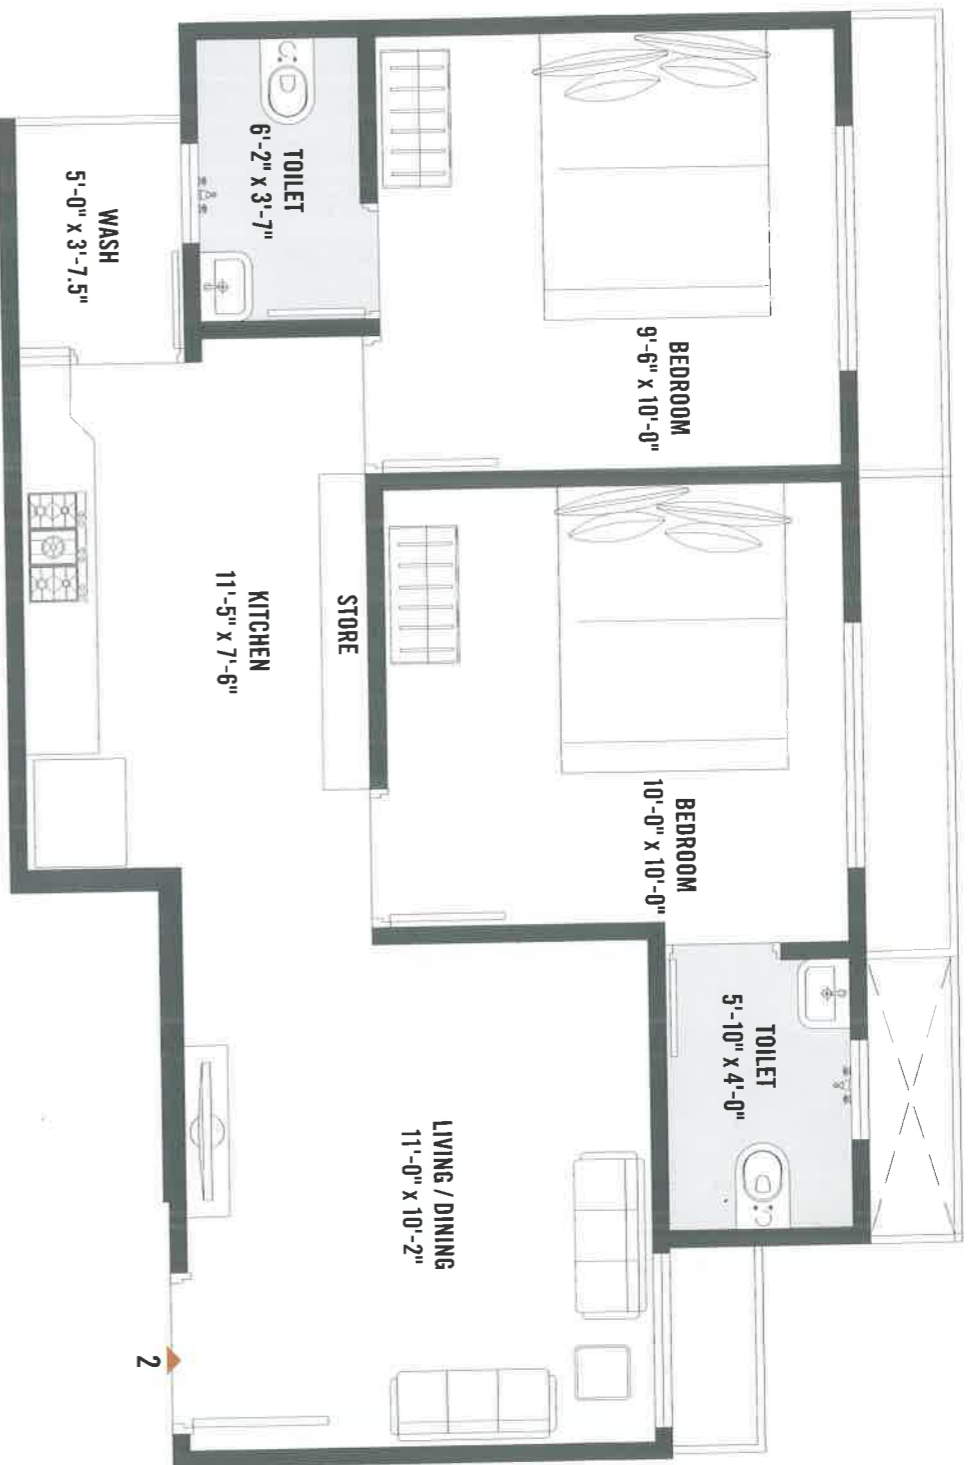 TOILET
6'-2" x 3'-7"
WASH
5'-0" x 3'-7.5"
BEDROOM
9'-6" x 10'-0"
STORE
KITCHEN
11'-5" x 7'-6"
BEDROOM
10'-0" x 10'-0"
TOILET
5'-10" x 4'-0"
LIVING / DINING
11'-0" x 10'-2"
2